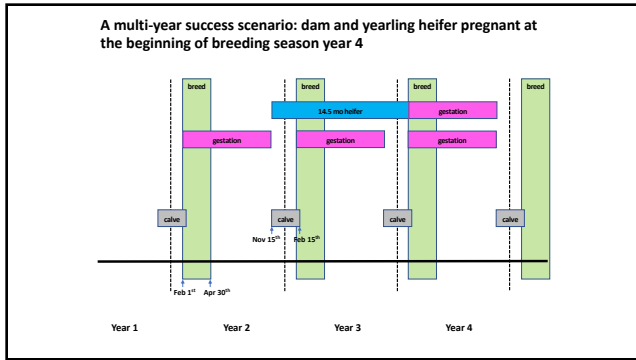 A multi-year success scenario: dam and yearling heifer pregnant at
the beginning of breeding season year 4
breed breed breed breed
14.5 mo heifer gestation
gestation gestation gestation
calve calve calve calve
Nov 15th Feb 15th
Feb 1st Apr 30th
Year 1 Year 2 Year 3 Year 4